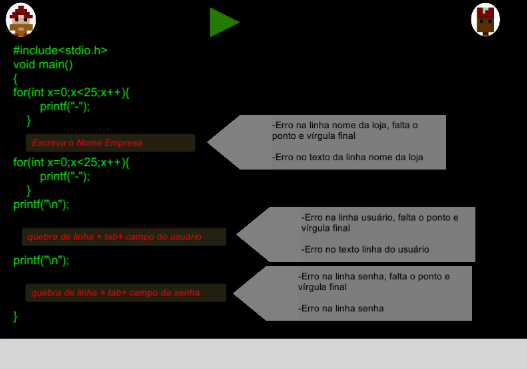 #include<stdio.h>
void main()
{
for(int x=0;x<25;x++){
printf("-");
}
Escreva o Nome Empresa
for(int x=0;x<25;x++){
printf("-");
}
printf("\n");
quebra de linha + tab+ campo do usuário
printf("\n");
quebra de linha + tab+ campo da senha
}
-Erro na linha nome da loja, falta o
ponto e vírgula final
-Erro no texto da linha nome da loja
-Erro na linha usuário, falta o ponto e
vírgula final
-Erro no texto linha do usuário
-Erro na linha senha, falta o ponto e
vírgula final
-Erro na linha senha